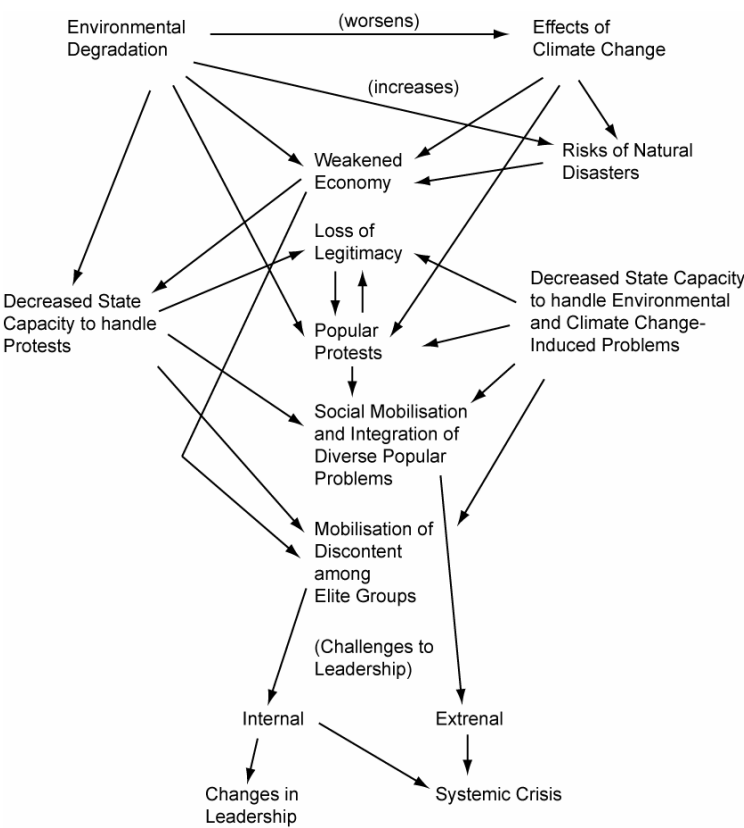 Environmental
Degradation
(worsens)
Effects of
Climate Change
(increases)
Risks of Natural
Disasters
Weakened
Economy
Loss of
Legitimacy
Decreased State
Capacity to handle
Protests
Decreased State Capacity
to handle Environmental
and Climate Change-
Induced Problems
Popular
Protests
Social Mobilisation
and Integration of
Diverse Popular
Problems
Mobilisation of
Discontent
among
Elite Groups
(Challenges to
Leadership)
Internal
Extrenal
Changes in
Leadership
Systemic Crisis